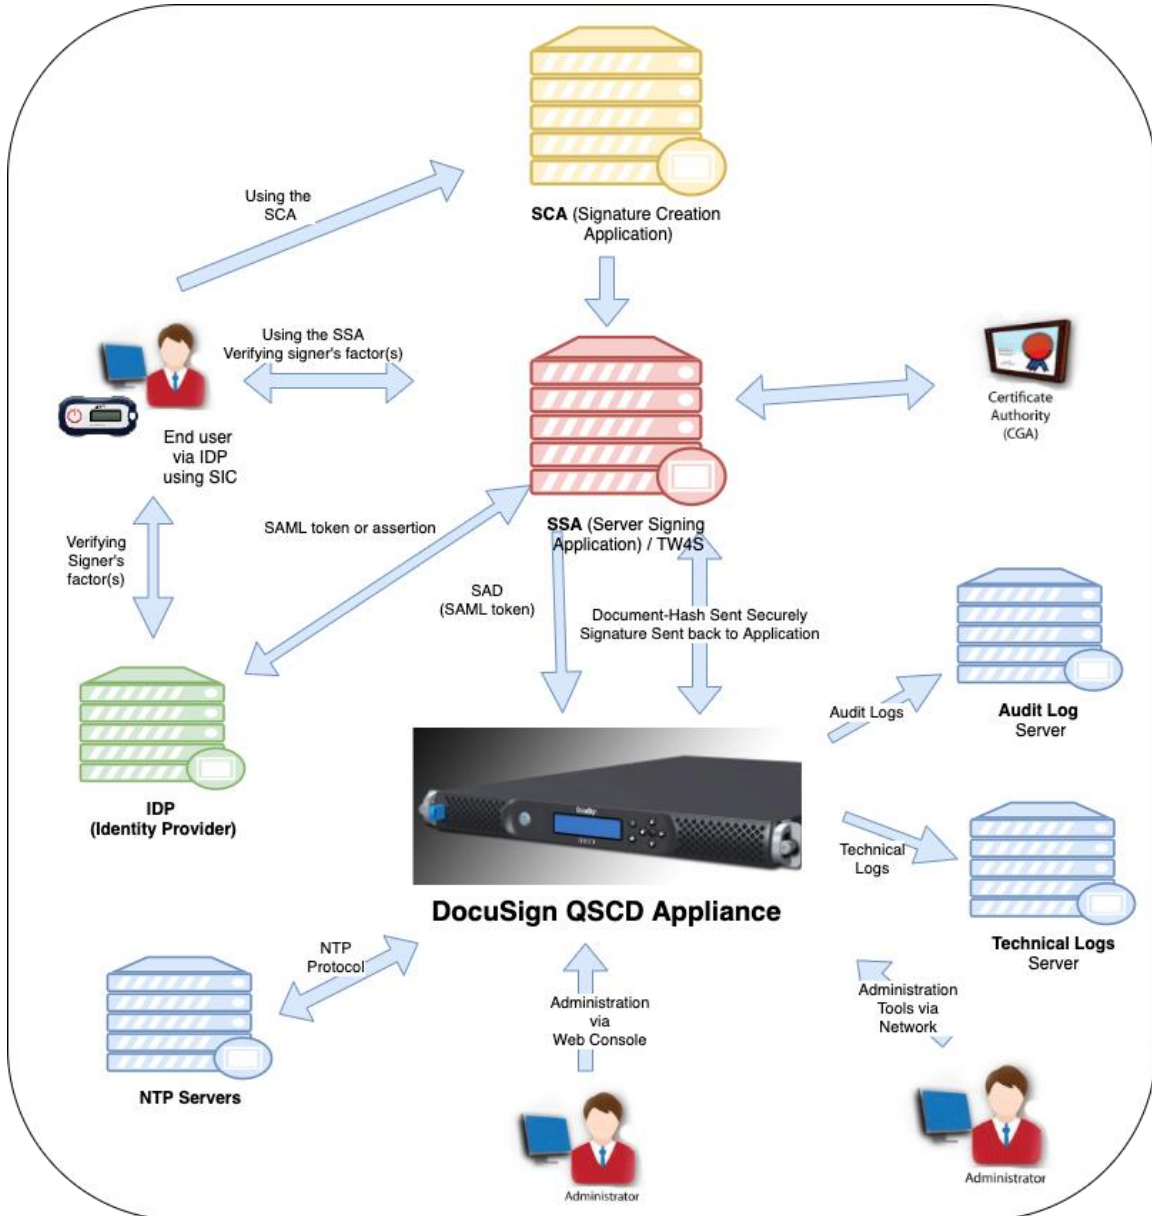 Using the
SCA
SCA (Signature Creation
Application)
Using the SSA
Verifying signer's factor(s)
Certificate
Authority
(CGA)
End user
via IDP
using SIC
SAML token or assertion
SSA (Server Signing
Application) / TW4S
Verifying
Signer's
factor(s)
SAD
(SAML token)
Document-Hash Sent Securely
Signature Sent back to Application
Audit Logs
Audit Log
Server
IDP
(Identity Provider)
Technical
Logs
DocuSign QSCD Appliance
Technical Logs
Server
NTP
Protocol
Administration
via
Web Console
Administration
Tools via
Network
NTP Servers
Administrator
Administrator